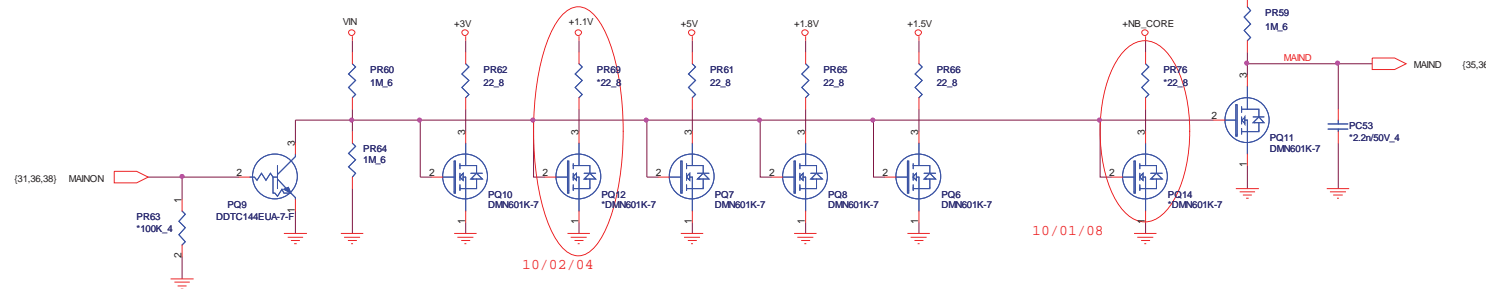 VIN
+3V
+1.1V
+5V
+1.8V
+1.5V
+NB_CORE
PR59
1M_6
PR60
1M_6
PR62
22_8
PR69
*22_8
PR61
22_8
PR65
22_8
PR66
22_8
PR76
*22_8
MAIND
MAIND
3
2
PQ11
DMN601K-7
1
PC53
*2.2n/50V_4
{31,36,38} MAINON
2
3
1
PQ9
DDTC144EUA-7-F
1
PR63
*100K_4
2
PR64
1M_6
3
2
1
PQ10
DMN601K-7
3
2
1
PQ12
*DMN601K-7
3
2
1
PQ7
DMN601K-7
3
2
1
PQ8
DMN601K-7
3
2
1
PQ6
DMN601K-7
3
2
1
PQ14
*DMN601K-7
10/02/04
10/01/08